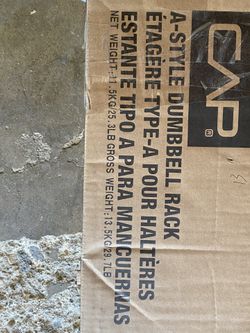 CAP®
A-STYLE DUMBBELL RACK
ÉTAGÈRE TYPE-A POUR HALTÈRES
ESTANTE TIPO A PARA MANCUERNAS
NET WEIGHT:11.5KG/25.3LB GROSS WEIGHT:13.5KG/29.7LB